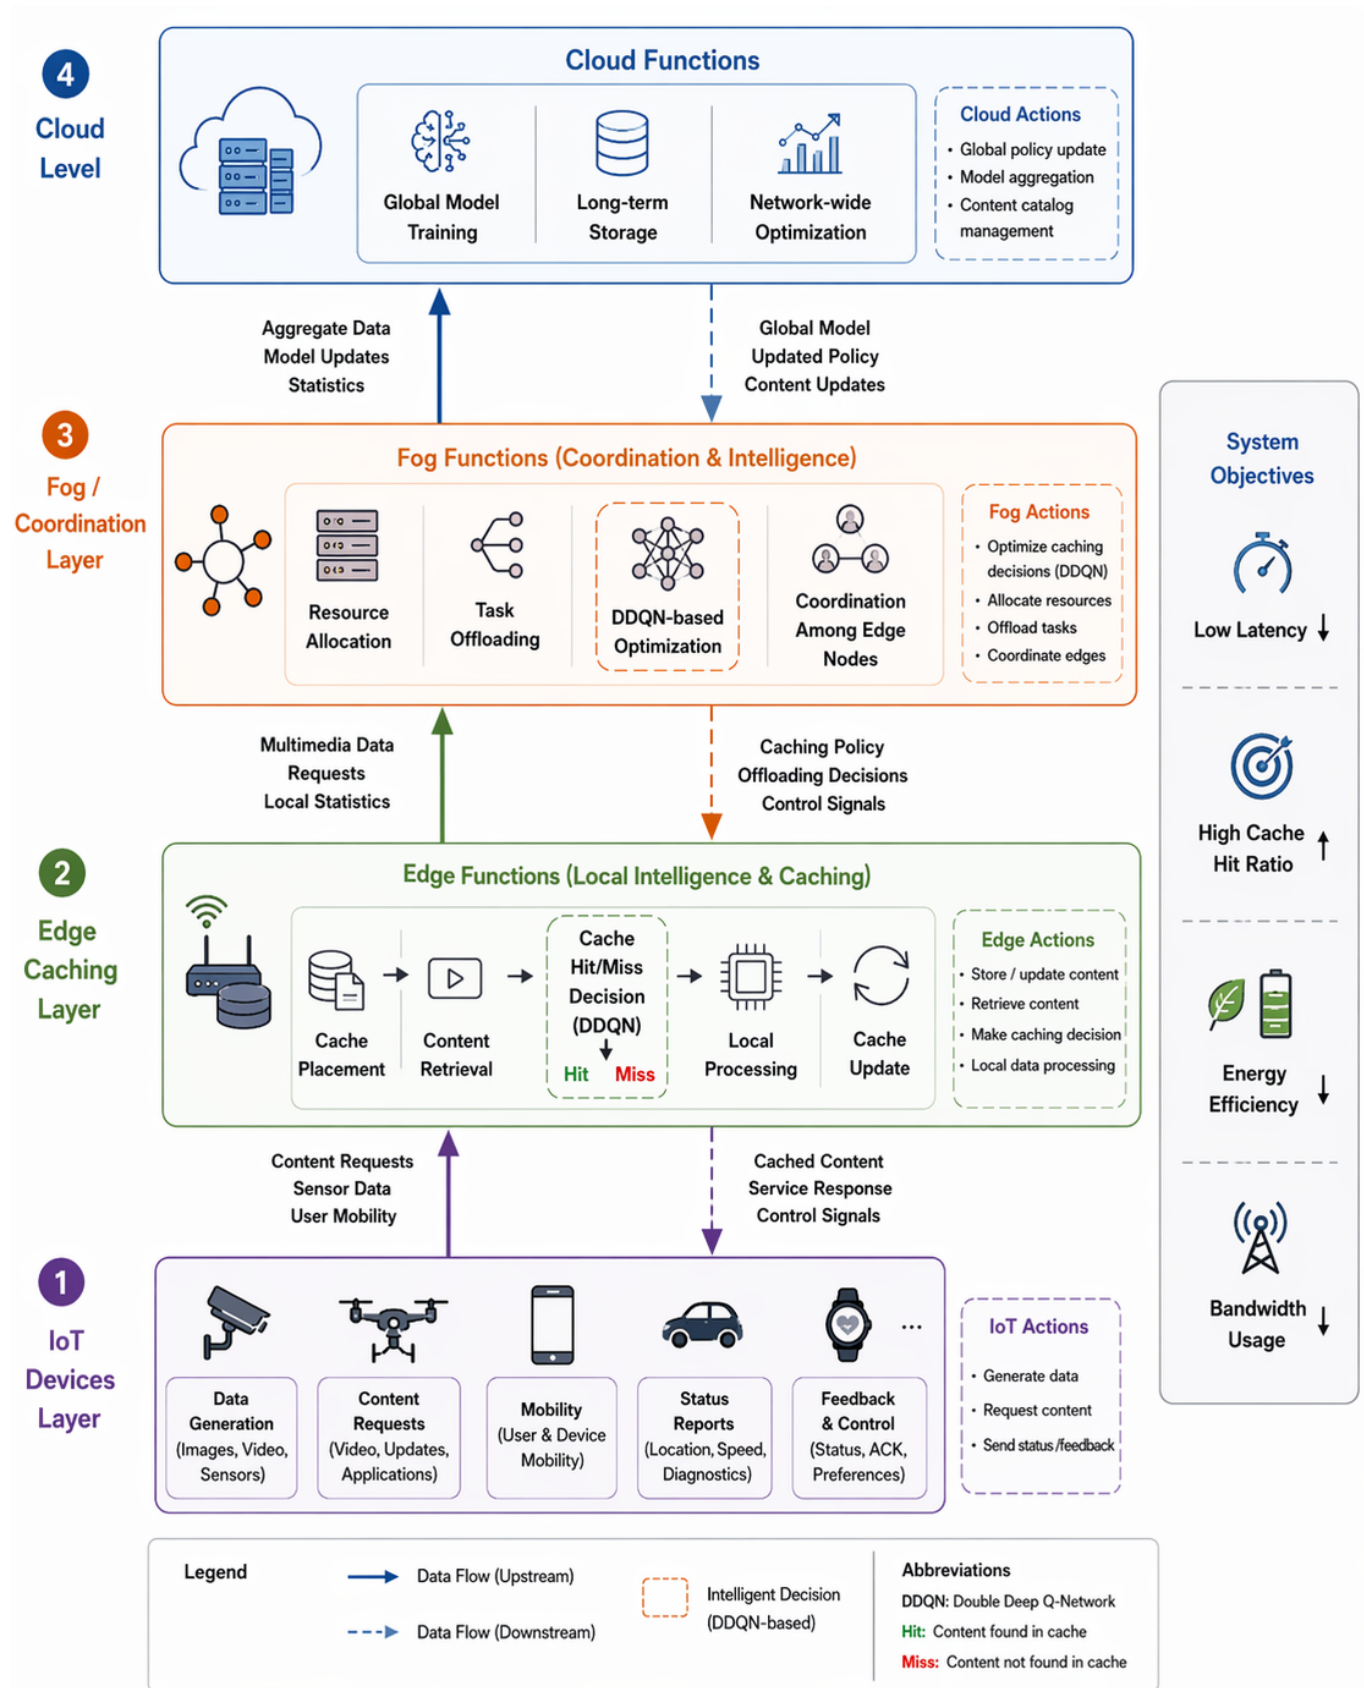 4
Cloud
Level
Cloud Functions
Global Model
Training
Long-term
Storage
Network-wide
Optimization
Cloud Actions
• Global policy update
• Model aggregation
• Content catalog
management
Aggregate Data
Model Updates
Statistics
Global Model
Updated Policy
Content Updates
3
Fog /
Coordination
Layer
Fog Functions (Coordination & Intelligence)
Resource
Allocation
Task
Offloading
DDQN-based
Optimization
Coordination
Among Edge
Nodes
Fog Actions
• Optimize caching
decisions (DDQN)
• Allocate resources
• Offload tasks
• Coordinate edges
Multimedia Data
Requests
Local Statistics
Caching Policy
Offloading Decisions
Control Signals
2
Edge
Caching
Layer
Edge Functions (Local Intelligence & Caching)
Cache
Placement
Content
Retrieval
Cache
Hit/Miss
Decision
(DDQN)
Hit Miss
Local
Processing
Cache
Update
Edge Actions
• Store / update content
• Retrieve content
• Make caching decision
• Local data processing
Content Requests
Sensor Data
User Mobility
Cached Content
Service Response
Control Signals
1
IoT
Devices
Layer
...
Data
Generation
(Images, Video,
Sensors)
Content
Requests
(Video, Updates,
Applications)
Mobility
(User & Device
Mobility)
Status
Reports
(Location, Speed,
Diagnostics)
Feedback
& Control
(Status, ACK,
Preferences)
IoT Actions
• Generate data
• Request content
• Send status/feedback
System
Objectives
Low Latency ↓
High Cache
Hit Ratio ↑
Energy
Efficiency ↓
Bandwidth
Usage ↓
Legend
Data Flow (Upstream)
Data Flow (Downstream)
Intelligent Decision
(DDQN-based)
Abbreviations
DDQN: Double Deep Q-Network
Hit: Content found in cache
Miss: Content not found in cache